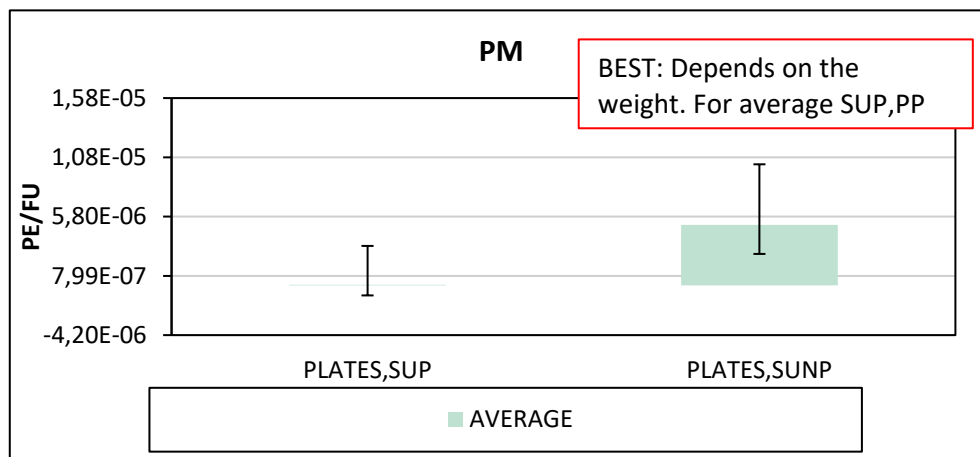 PM
BEST: Depends on the
weight. For average SUP,PP
1,58E-05
1,08E-05
5,80E-06
7,99E-07
-4,20E-06
PE/FU
PLATES,SUP
PLATES,SUNP
AVERAGE